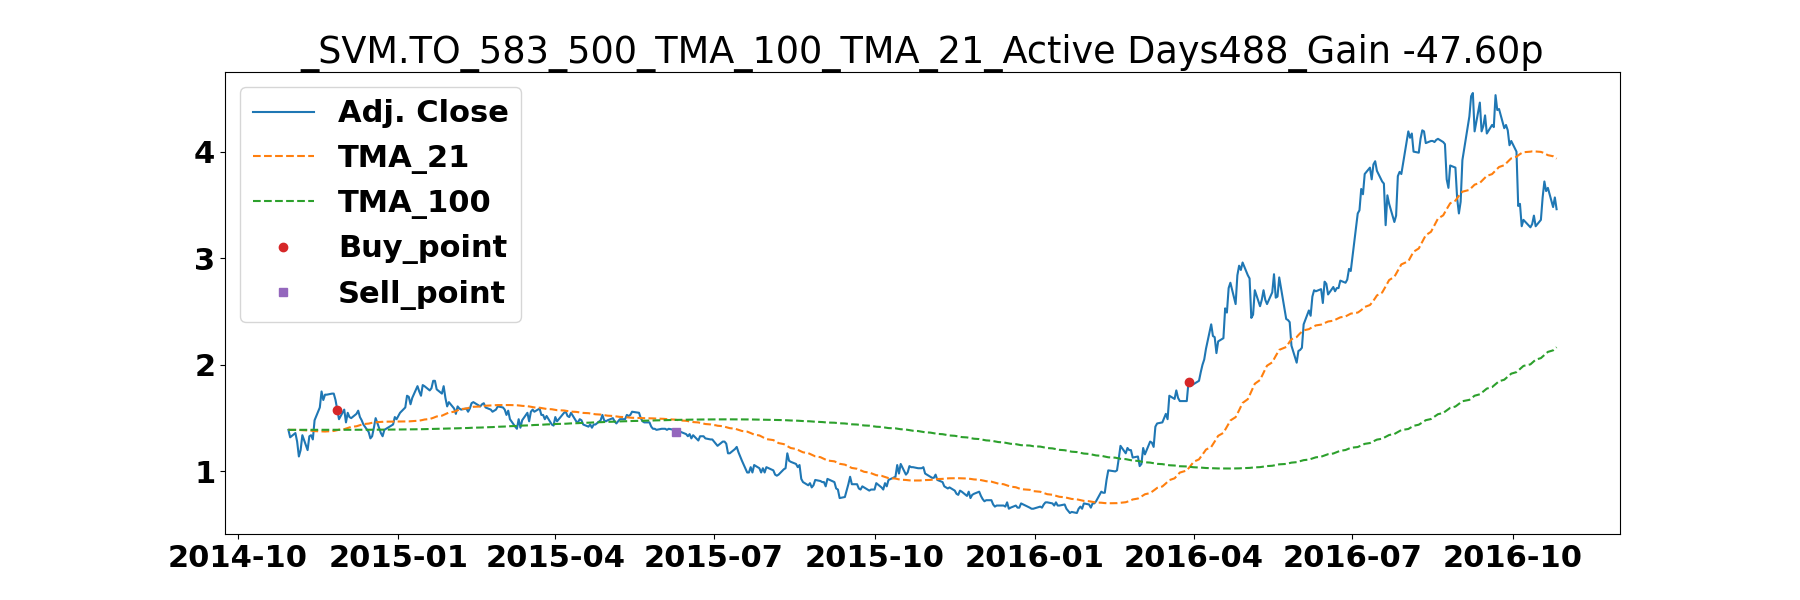 _SVM.TO_583_500_TMA_100_TMA_21_Active Days488_Gain -47.60p
Adj. Close
TMA_21
TMA_100
Buy_point
Sell_point
4
3
2
1
2014-10 2015-01 2015-04 2015-07 2015-10 2016-01 2016-04 2016-07 2016-10